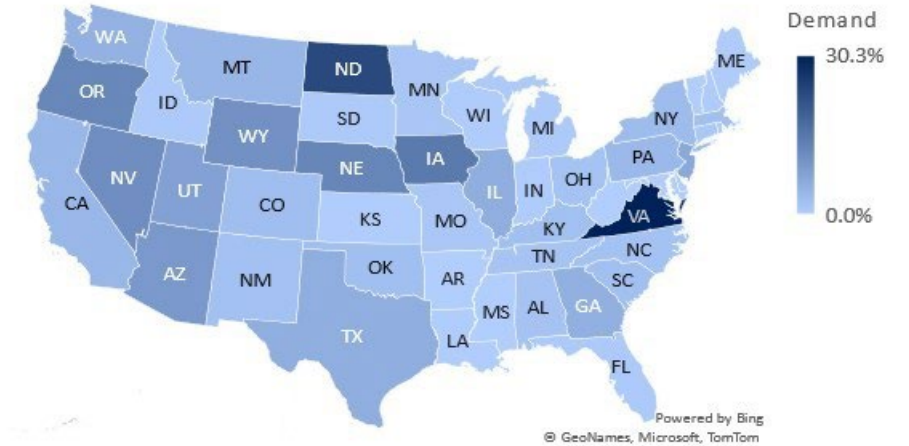 Demand
30.3%
0.0%
WA
MT
ND
MN
ME
OR
ID
SD
WI
MI
NY
WY
NE
IA
PA
NV
UT
CO
KS
MO
IL
IN
OH
CA
KY
VA
AZ
NM
OK
AR
TN
NC
SC
TX
LA
MS
AL
GA
FL
Powered by Bing
© GeoNames, Microsoft, TomTom